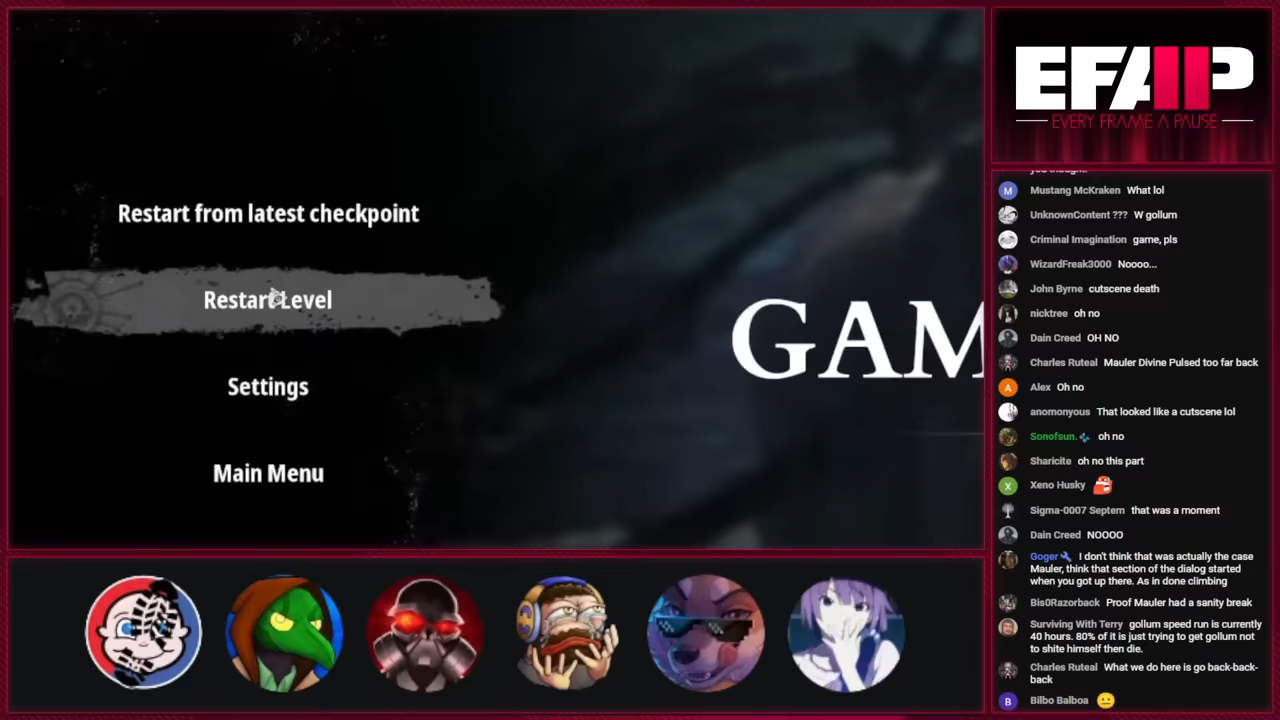 Restart from latest checkpoint
Restart Level
Settings
Main Menu
GAM
EFAP
EVERY FRAME A PAUSE
you thought.
Mustang McKraken What lol
UnknownContent ??? W gollum
Criminal Imagination game, pls
WizardFreak3000 Noooo...
John Byrne cutscene death
nicktree oh no
Dain Creed OH NO
Charles Ruteal Mauler Divine Pulsed too far back
A
Alex Oh no
anomonyous That looked like a cutscene lol
Sonofsun. oh no
Sharicite oh no this part
X
Xeno Husky
Sigma-0007 Septem that was a moment
Dain Creed NOOOO
Goger I don't think that was actually the case
Mauler, think that section of the dialog started
when you got up there. As in done climbing
Bis0Razorback Proof Mauler had a sanity break
Surviving With Terry gollum speed run is currently
40 hours. 80% of it is just trying to get gollum not
to shite himself then die.
Charles Ruteal What we do here is go back-back-
back
B
Bilbo Balboa